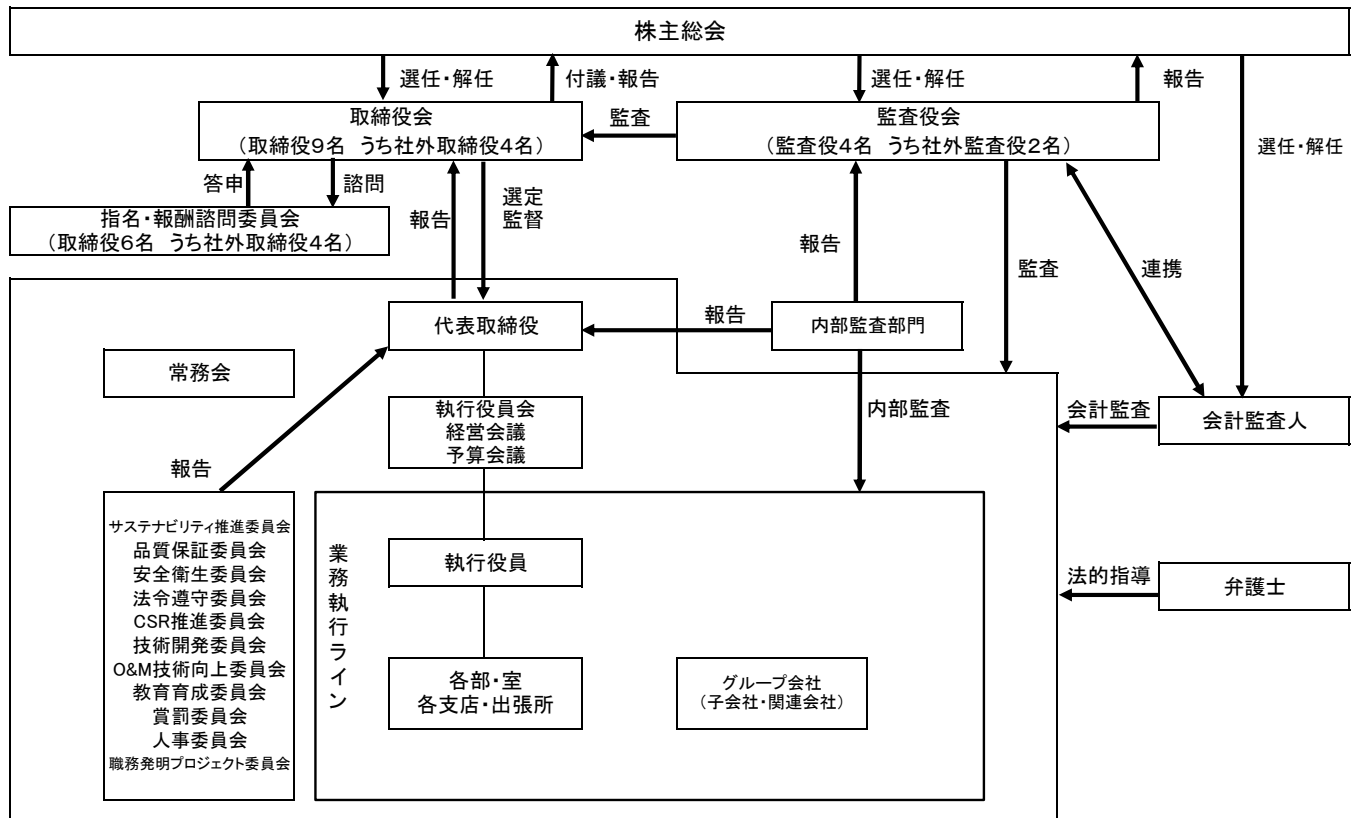 株主総会
選任・解任
付議・報告
選任・解任
報告
取締役会
（取締役9名　うち社外取締役4名）
監査
監査役会
（監査役4名　うち社外監査役2名）
選任・解任
答申
諮問
報告
選定
監督
指名・報酬諮問委員会
（取締役6名　うち社外取締役4名）
報告
監査
連携
代表取締役
報告
内部監査部門
常務会
執行役員会
経営会議
予算会議
内部監査
会計監査
会計監査人
報告
サステナビリティ推進委員会
品質保証委員会
安全衛生委員会
法令遵守委員会
CSR推進委員会
技術開発委員会
O&M技術向上委員会
教育育成委員会
賞罰委員会
人事委員会
職務発明プロジェクト委員会
業務執行ライン
執行役員
法的指導
弁護士
各部・室
各支店・出張所
グループ会社
（子会社・関連会社）